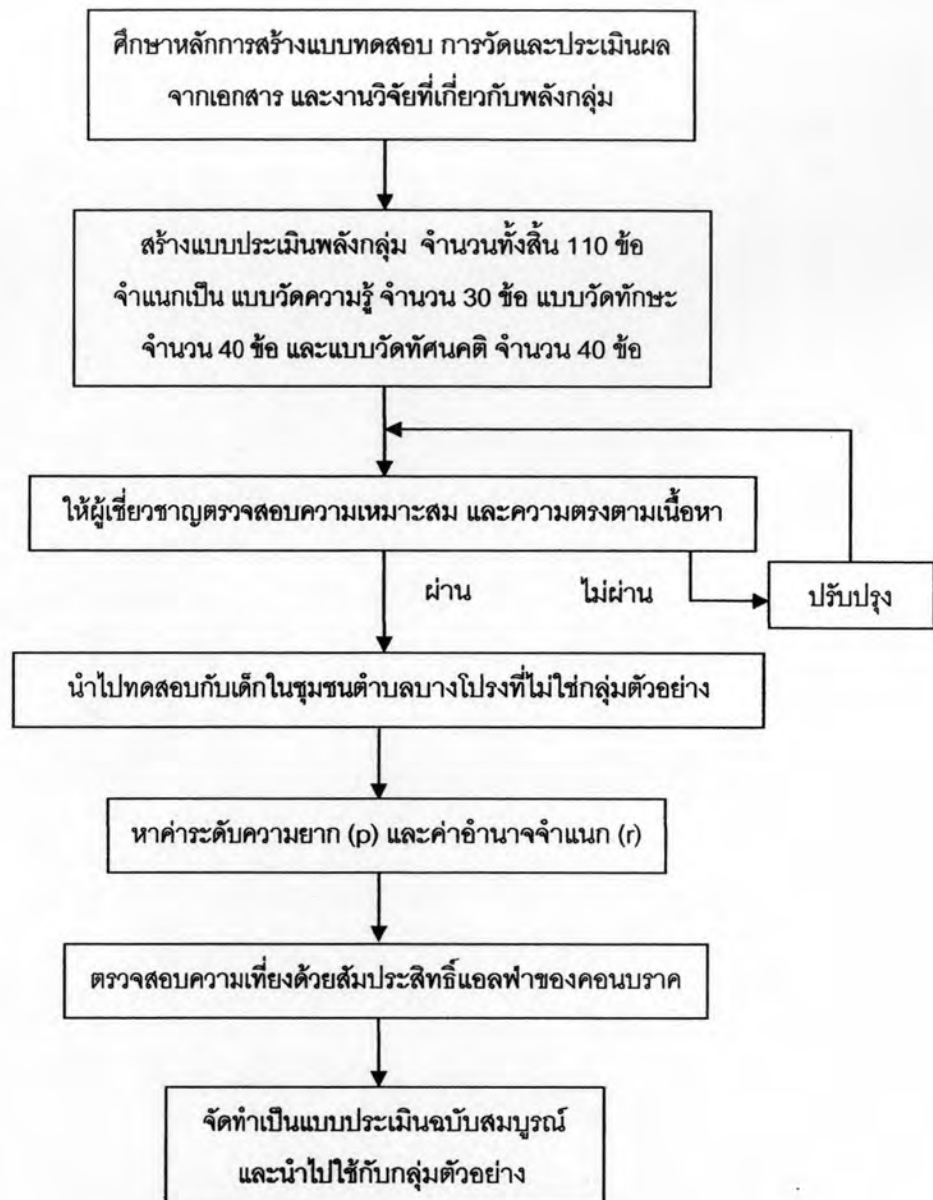 ศึกษาหลักการสร้างแบบทดสอบ การวัดและประเมินผล
จากเอกสาร และงานวิจัยที่เกี่ยวกับพลังกลุ่ม
สร้างแบบประเมินพลังกลุ่ม จำนวนทั้งสิ้น 110 ข้อ
จำแนกเป็น แบบวัดความรู้ จำนวน 30 ข้อ แบบวัดทักษะ
จำนวน 40 ข้อ และแบบวัดทัศนคติ จำนวน 40 ข้อ
ให้ผู้เชี่ยวชาญตรวจสอบความเหมาะสม และความตรงตามเนื้อหา
ผ่าน ไม่ผ่าน ปรับปรุง
นำไปทดสอบกับเด็กในชุมชนตำบลบางโปรงที่ไม่ใช่กลุ่มตัวอย่าง
หาค่าระดับความยาก (p) และค่าอำนาจจำแนก (r)
ตรวจสอบความเที่ยงด้วยสัมประสิทธิ์แอลฟาของคอนบราค
จัดทำเป็นแบบประเมินฉบับสมบูรณ์
และนำไปใช้กับกลุ่มตัวอย่าง